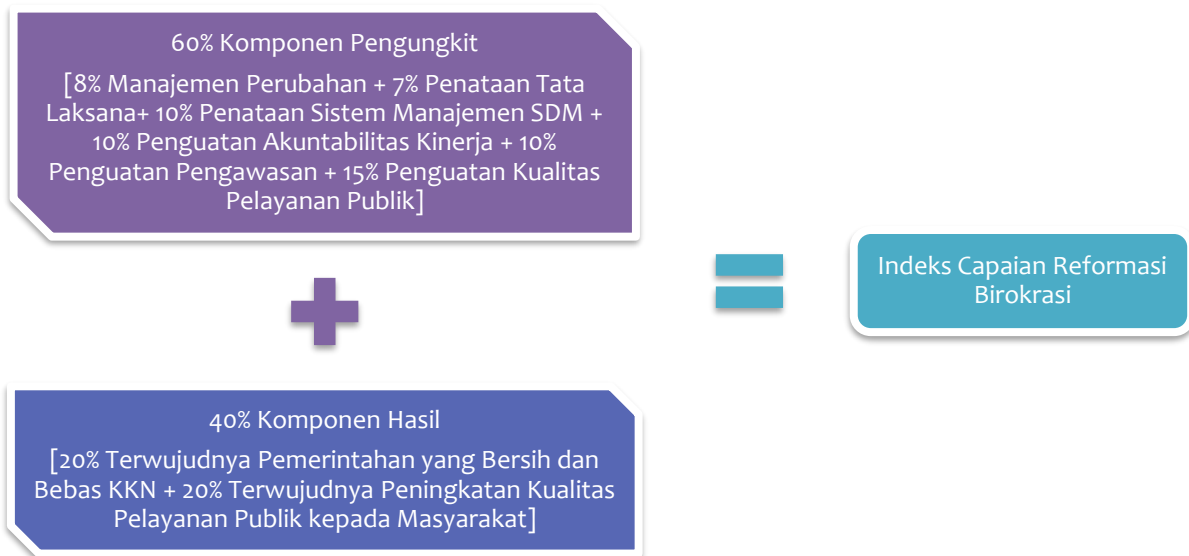 60% Komponen Pengungkit
[8% Manajemen Perubahan + 7% Penataan Tata
Laksana+ 10% Penataan Sistem Manajemen SDM +
10% Penguatan Akuntabilitas Kinerja + 10%
Penguatan Pengawasan + 15% Penguatan Kualitas
Pelayanan Publik]
40% Komponen Hasil
[20% Terwujudnya Pemerintahan yang Bersih dan
Bebas KKN + 20% Terwujudnya Peningkatan Kualitas
Pelayanan Publik kepada Masyarakat]
Indeks Capaian Reformasi
Birokrasi